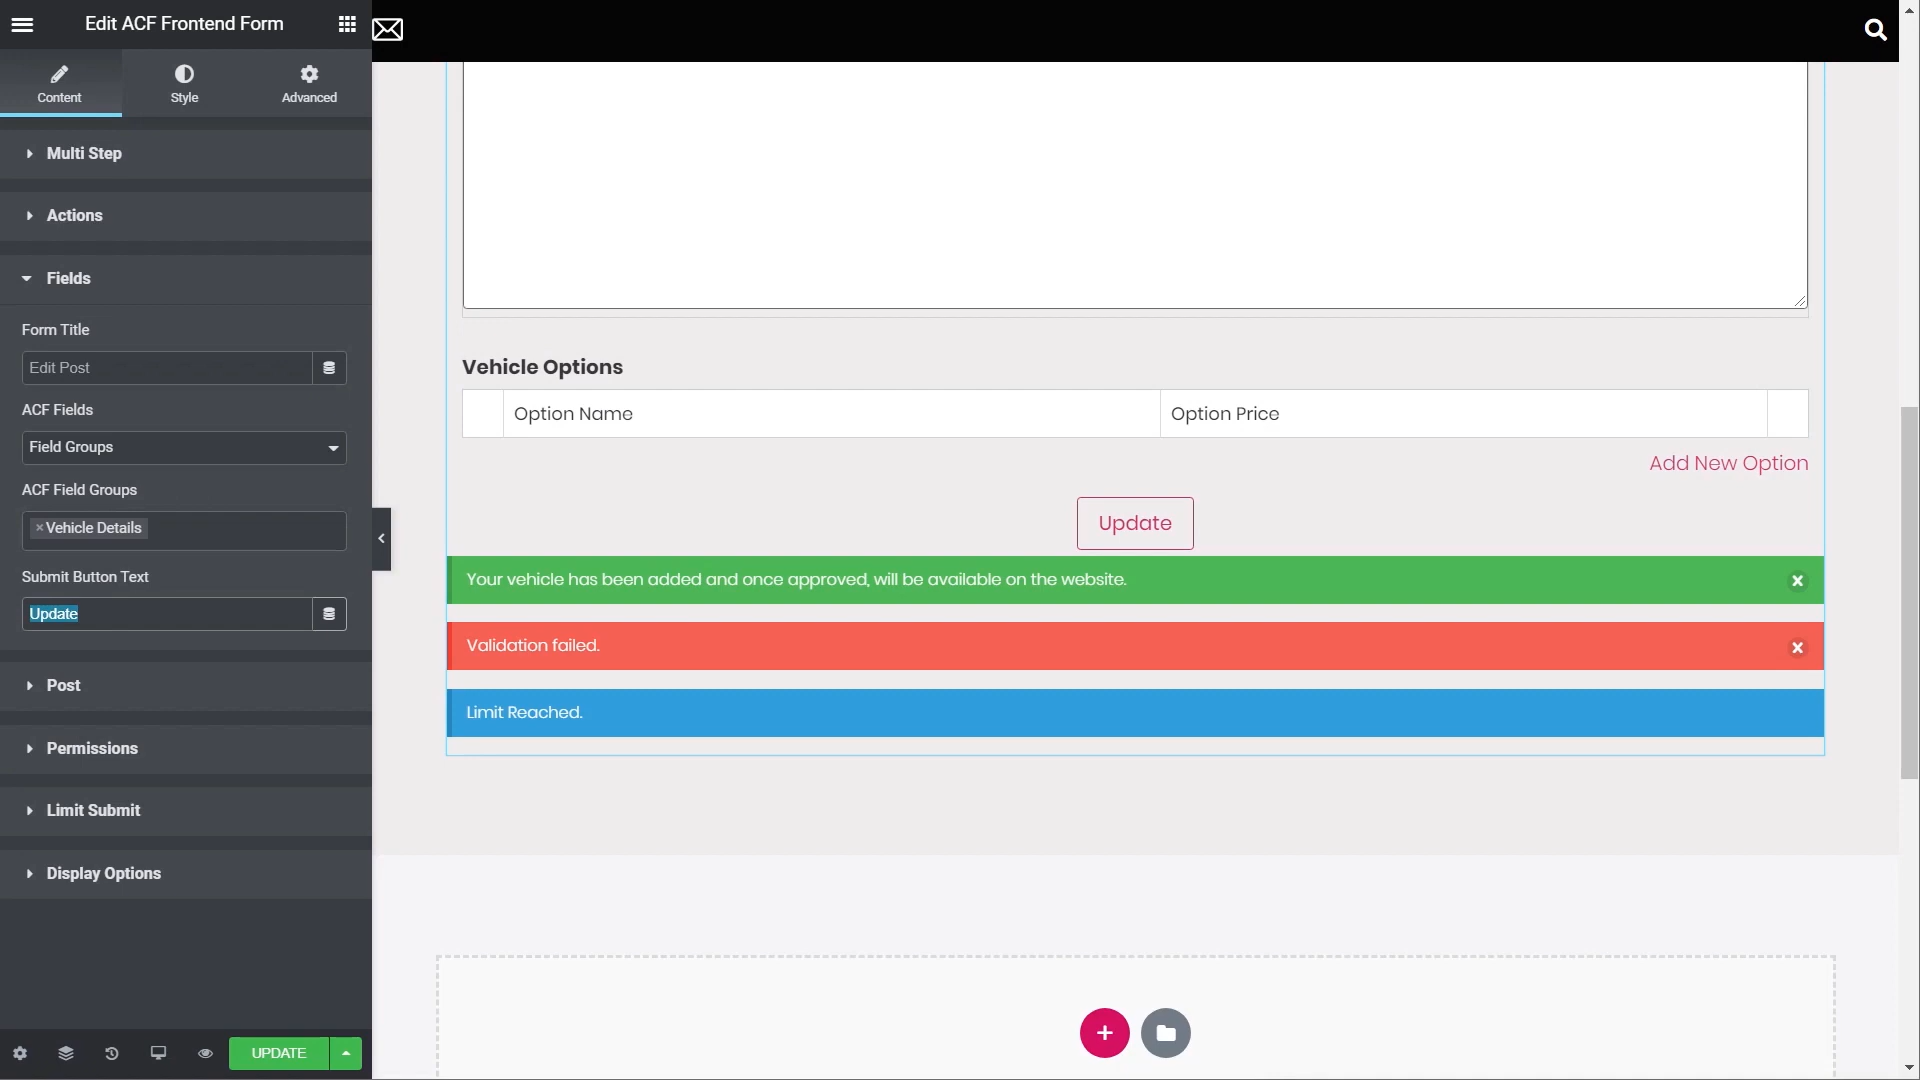 Edit ACF Frontend Form
Content
Style
Advanced
Multi Step
Actions
Fields
Form Title
Edit Post
ACF Fields
Field Groups
ACF Field Groups
×Vehicle Details
Submit Button Text
Update
Post
Permissions
Limit Submit
Display Options
UPDATE
Vehicle Options
Option Name
Option Price
Add New Option
Update
Your vehicle has been added and once approved, will be available on the website.
Validation failed.
Limit Reached.